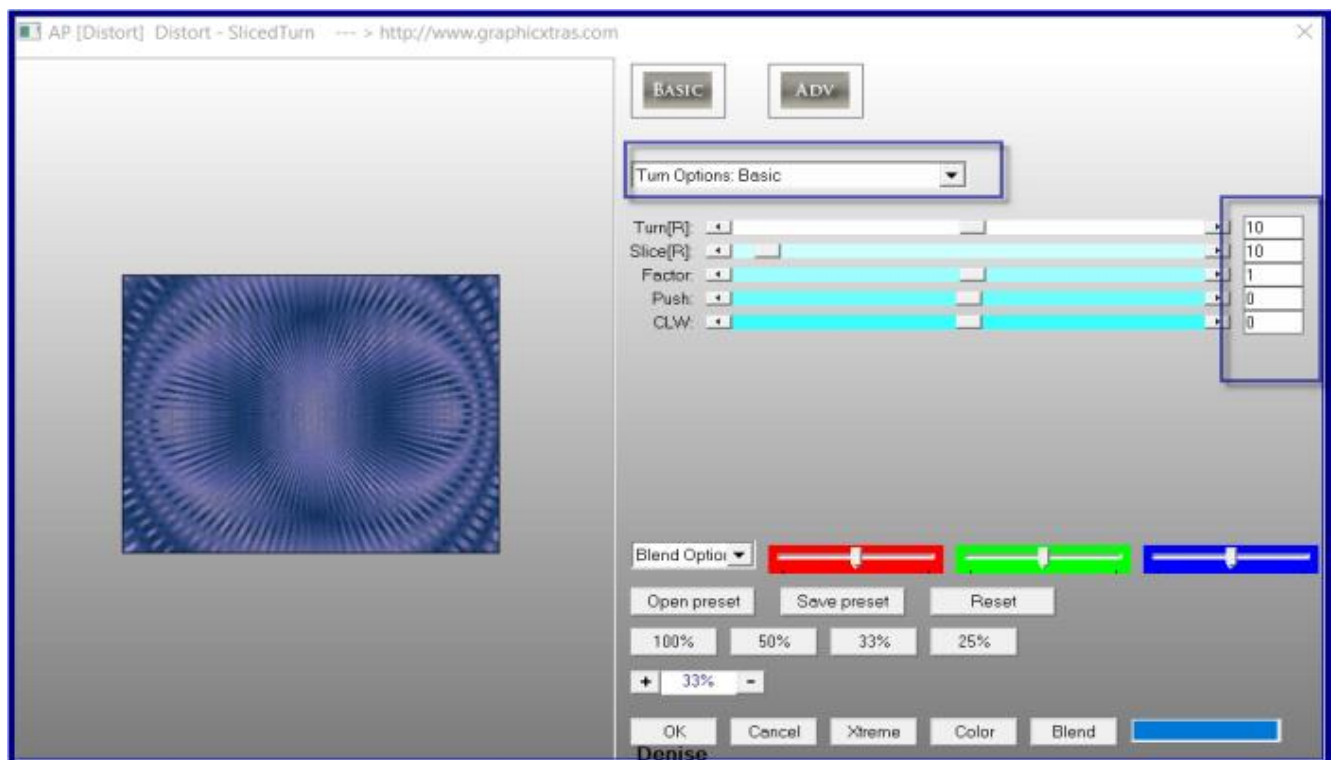 AP [Distort] Distort - SlicedTurn --- > http://www.graphicxtras.com
BASIC ADV
Turn Options: Basic
Turn[R]: 10
Slice[R]: 10
Factor: 1
Push: 0
CLW: 0
Blend Optio
Open preset Save preset Reset
100% 50% 33% 25%
+ 33% -
OK Cancel Xtreme Color Blend
Denise